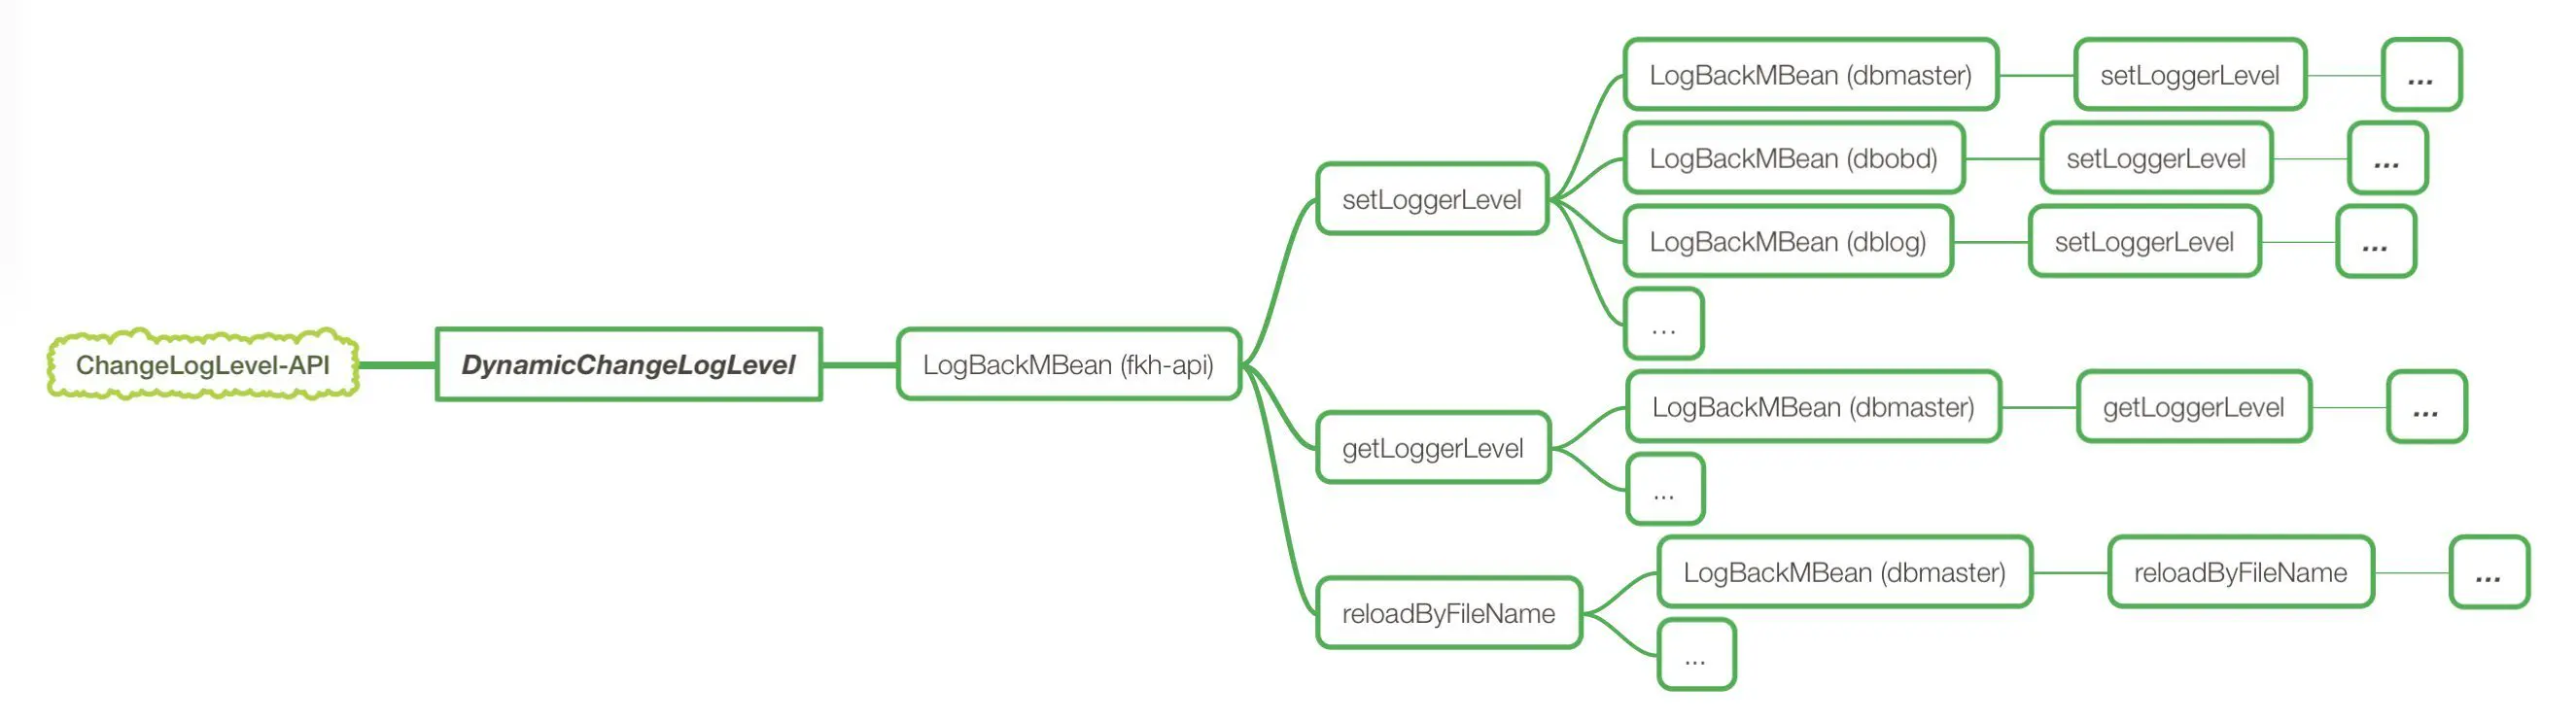 LogBackMBean (dbmaster)
setLoggerLevel
...
LogBackMBean (dbobd)
setLoggerLevel
...
setLoggerLevel
LogBackMBean (dblog)
setLoggerLevel
...
...
ChangeLogLevel-API
DynamicChangeLogLevel
LogBackMBean (fkh-api)
LogBackMBean (dbmaster)
getLoggerLevel
...
getLoggerLevel
...
LogBackMBean (dbmaster)
reloadByFileName
...
reloadByFileName
...